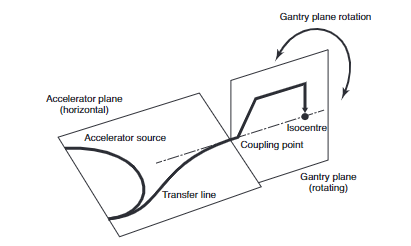 Gantry plane rotation
Accelerator plane
(horizontal)
Accelerator source
Isocentre
Coupling point
Gantry plane
(rotating)
Transfer line